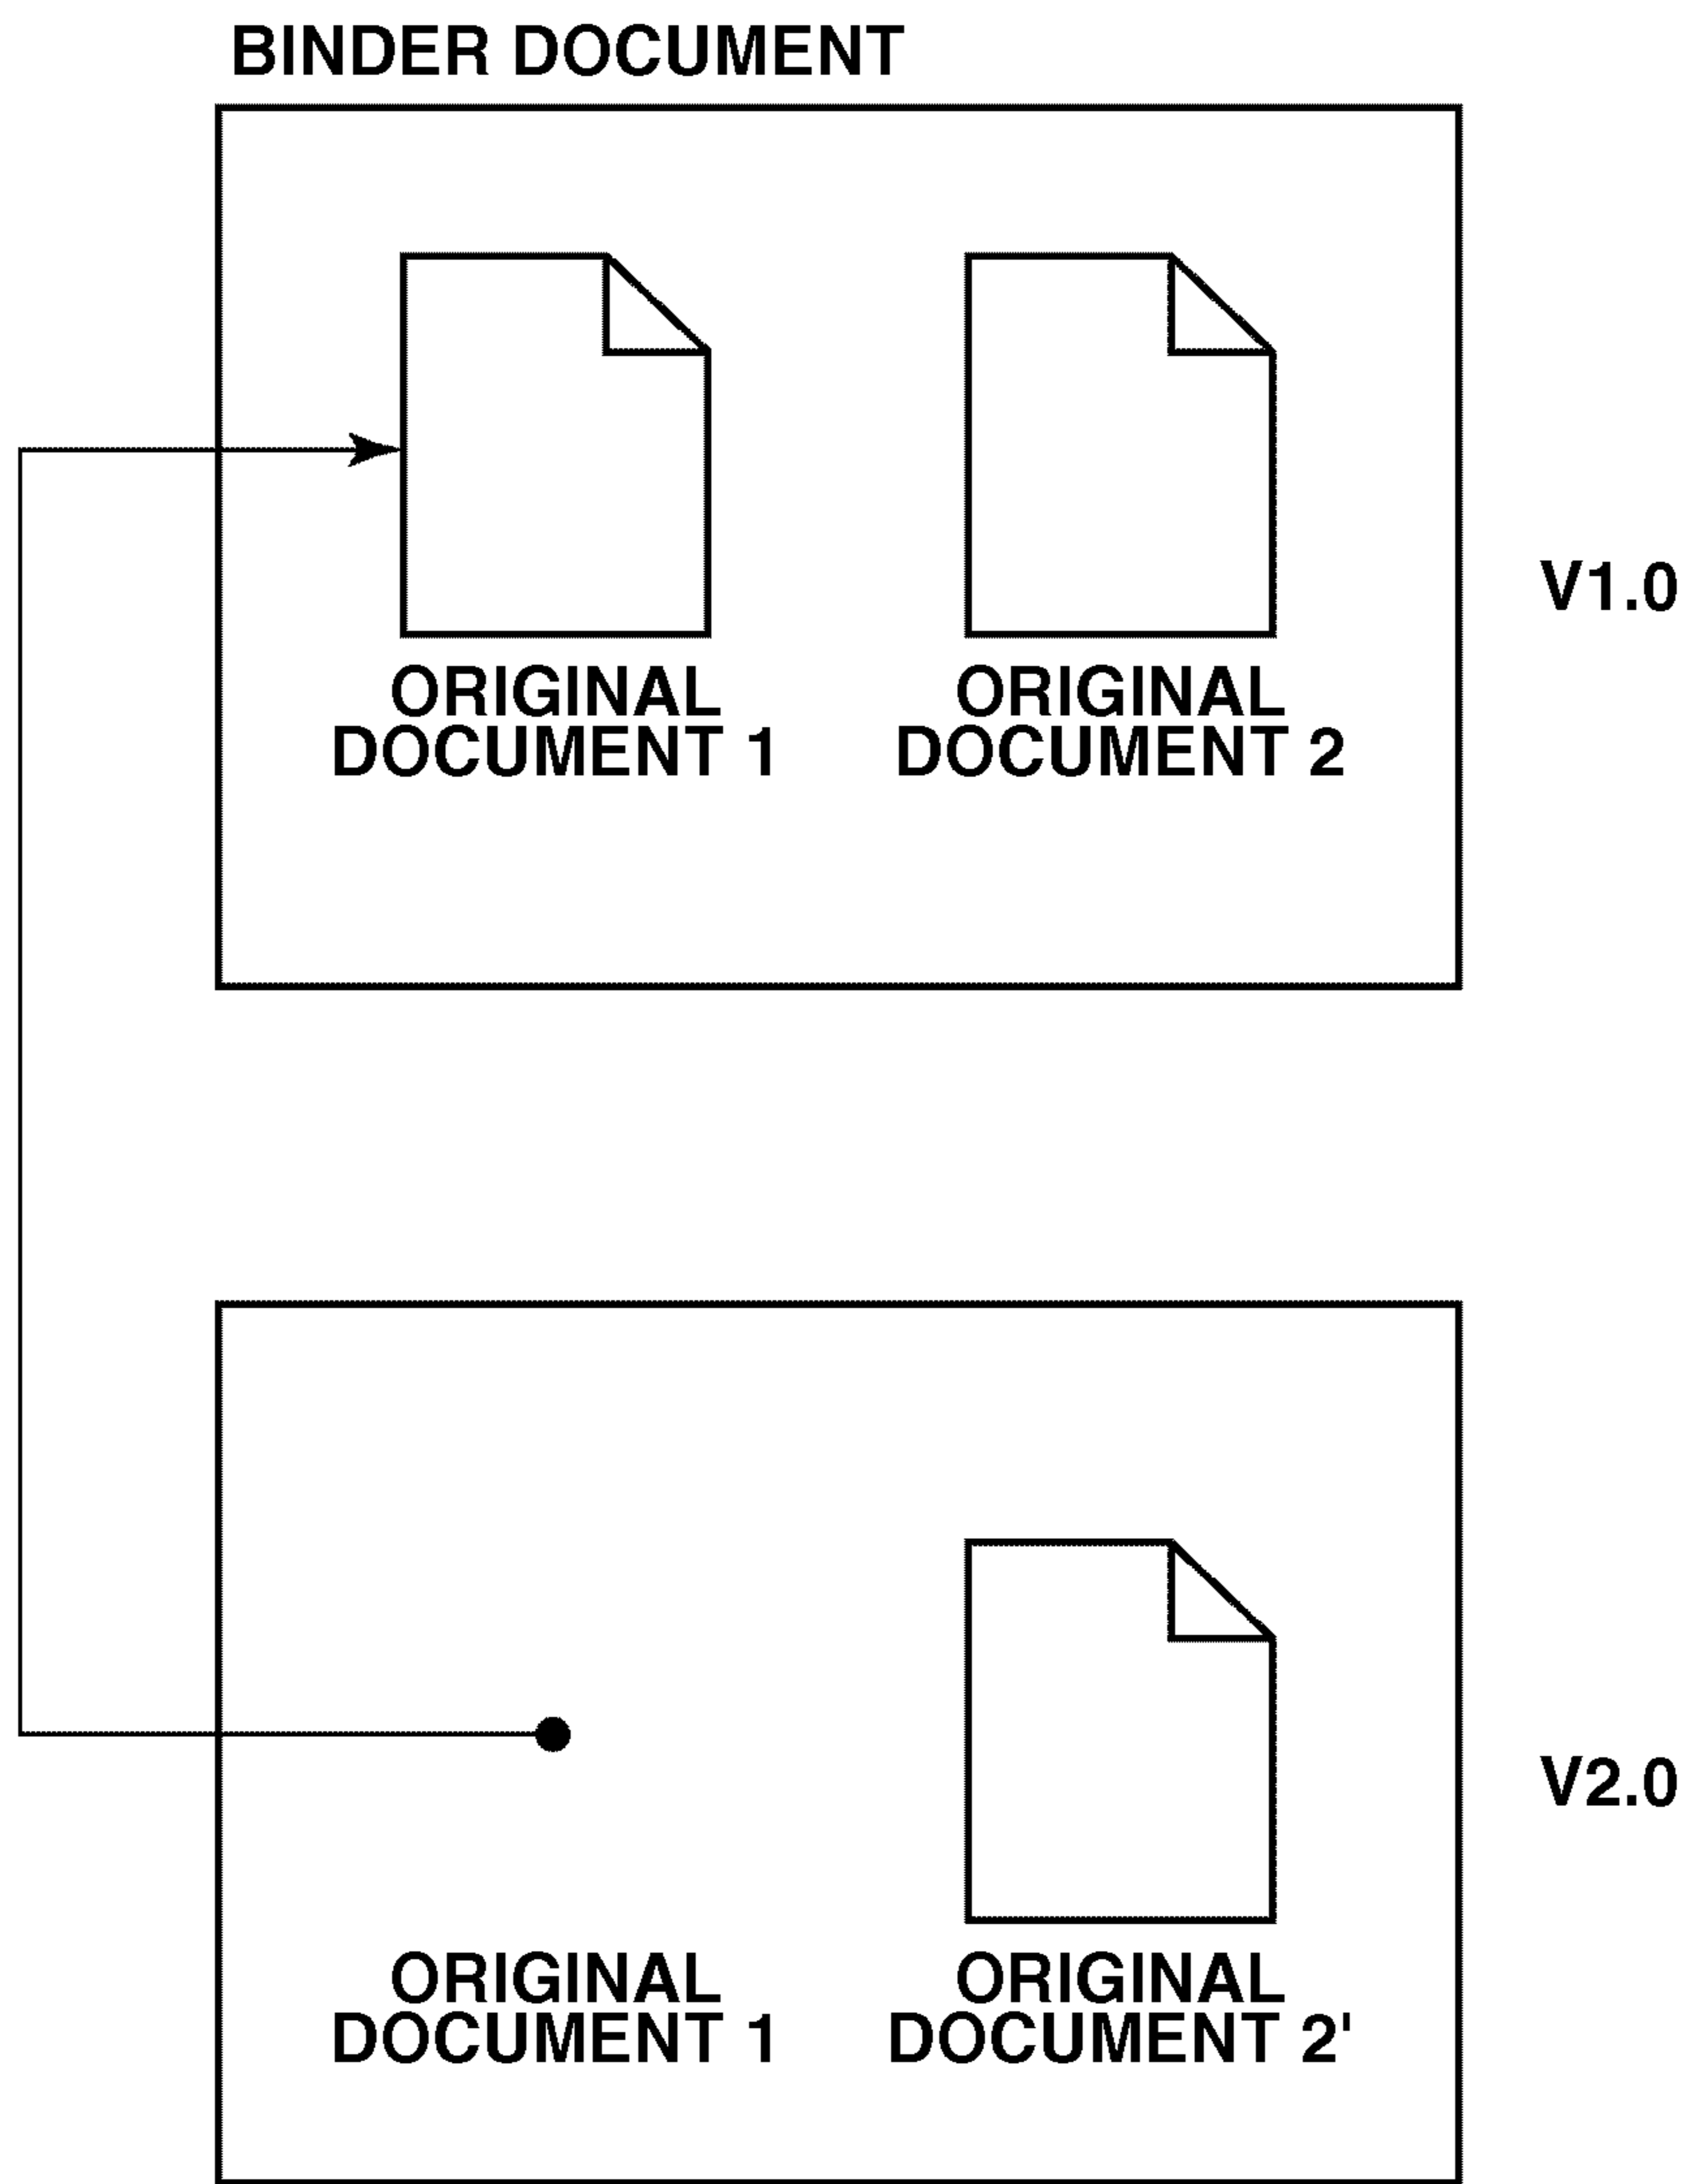 BINDER DOCUMENT
ORIGINAL
DOCUMENT 1
ORIGINAL
DOCUMENT 2
V1.0
ORIGINAL
DOCUMENT 1
ORIGINAL
DOCUMENT 2'
V2.0